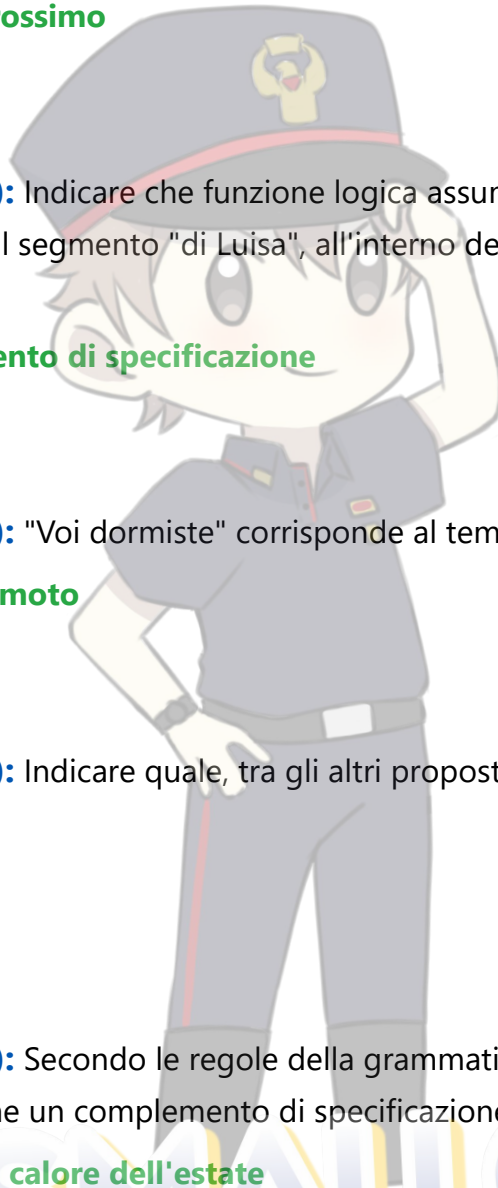 rossimo
): Indicare che funzione logica assur
l segmento "di Luisa", all'interno de
ento di specificazione
): "Voi dormiste" corrisponde al tem
moto
): Indicare quale, tra gli altri propost
): Secondo le regole della grammati
ne un complemento di specificazione
calore dell'estate